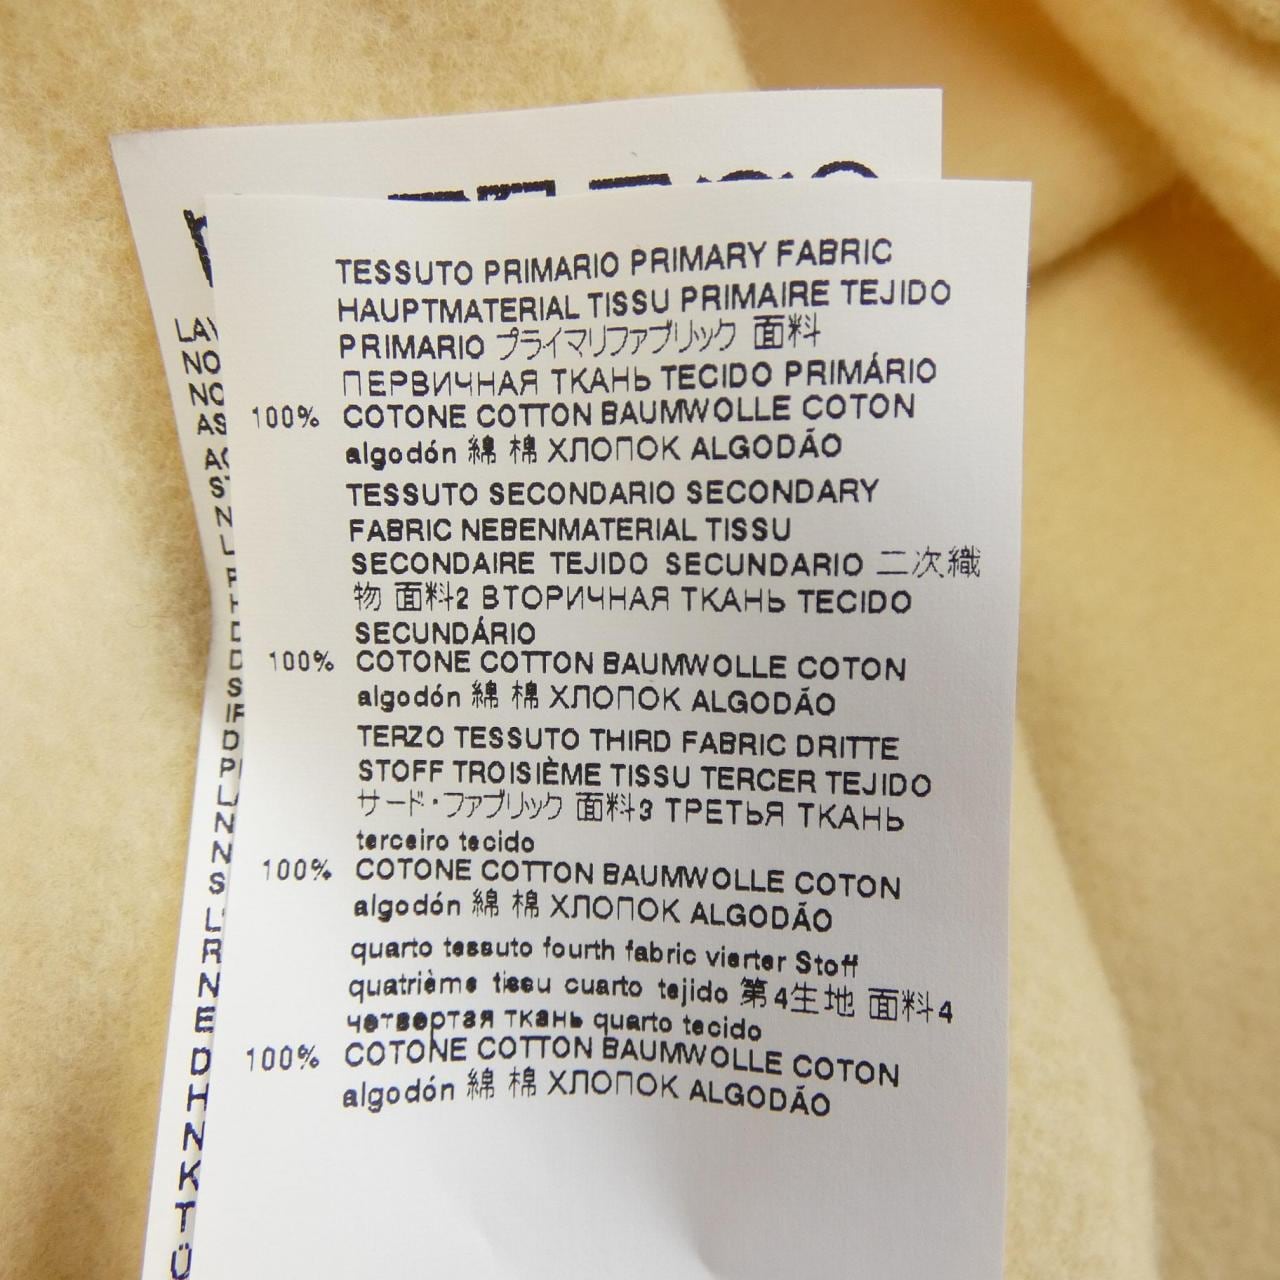 TESSUTO PRIMARIO PRIMARY FABRIC
HAUPTMATERIAL TISSU PRIMAIRE TEJIDO
PRIMARIO プライマリファブリック 面料
ПЕРВИЧНАЯ ТКАНЬ TECIDO PRIMÁRIO
100% COTONE COTTON BAUMWOLLE COTON
algodón 綿 棉 ХЛОПОК ALGODÃO
TESSUTO SECONDARIO SECONDARY
FABRIC NEBENMATERIAL TISSU
SECONDAIRE TEJIDO SECUNDARIO 二次織
物 面料2 ВТОРИЧНАЯ ТКАНЬ TECIDO
SECUNDÁRIO
100% COTONE COTTON BAUMWOLLE COTON
algodón 綿 棉 ХЛОПОК ALGODÃO
TERZO TESSUTO THIRD FABRIC DRITTE
STOFF TROISIÈME TISSU TERCER TEJIDO
サード・ファブリック 面料3 ТРЕТЬЯ ТКАНЬ
terceiro tecido
100% COTONE COTTON BAUMWOLLE COTON
algodón 綿 棉 ХЛОПОК ALGODÃO
quarto tessuto fourth fabric vierter Stoff
quatrième tissu cuarto tejido 第4生地 面料4
четвертая ткань quarto tecido
100% COTONE COTTON BAUMWOLLE COTON
algodón 綿 棉 ХЛОПОК ALGODÃO